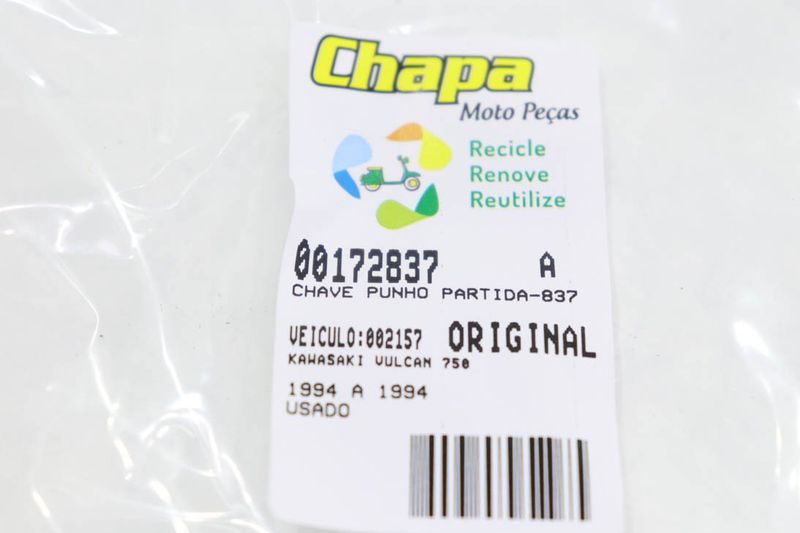 Chapa
Moto Peças
Recicle
Renove
Reutilize
00172837 A
CHAVE PUNHO PARTIDA-837
VEICULO:002157 ORIGINAL
KAWASAKI VULCAN 750
1994 A 1994
USADO